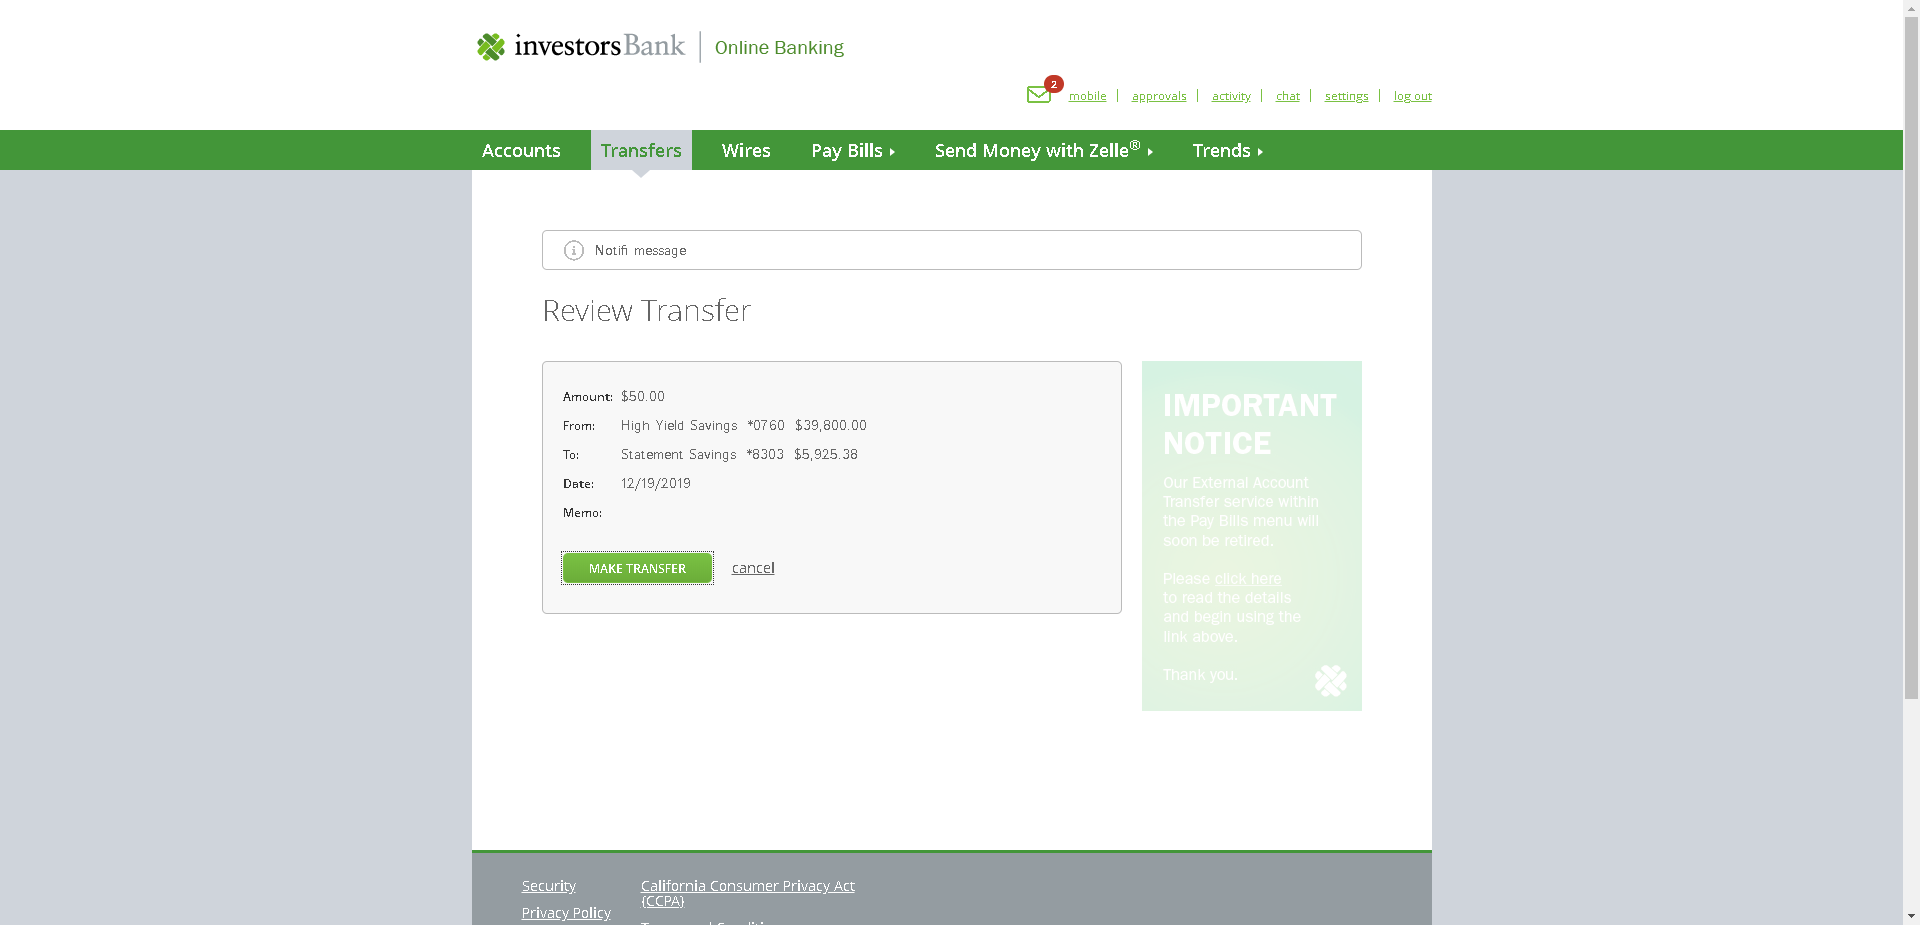 investorsBank Online Banking
2
mobile approvals activity chat settings log out
Accounts Transfers Wires Pay Bills Send Money with Zelle® Trends
Notifi message
Review Transfer
Amount: $50.00
From: High Yield Savings *0760 $39,800.00
To: Statement Savings *8303 $5,925.38
Date: 12/19/2019
Memo:
MAKE TRANSFER cancel
IMPORTANT
NOTICE
Our External Account
Transfer service within
the Pay Bills menu will
soon be retired.
Please click here
to read the details
and begin using the
link above.
Thank you.
Security
Privacy Policy
California Consumer Privacy Act
(CCPA)